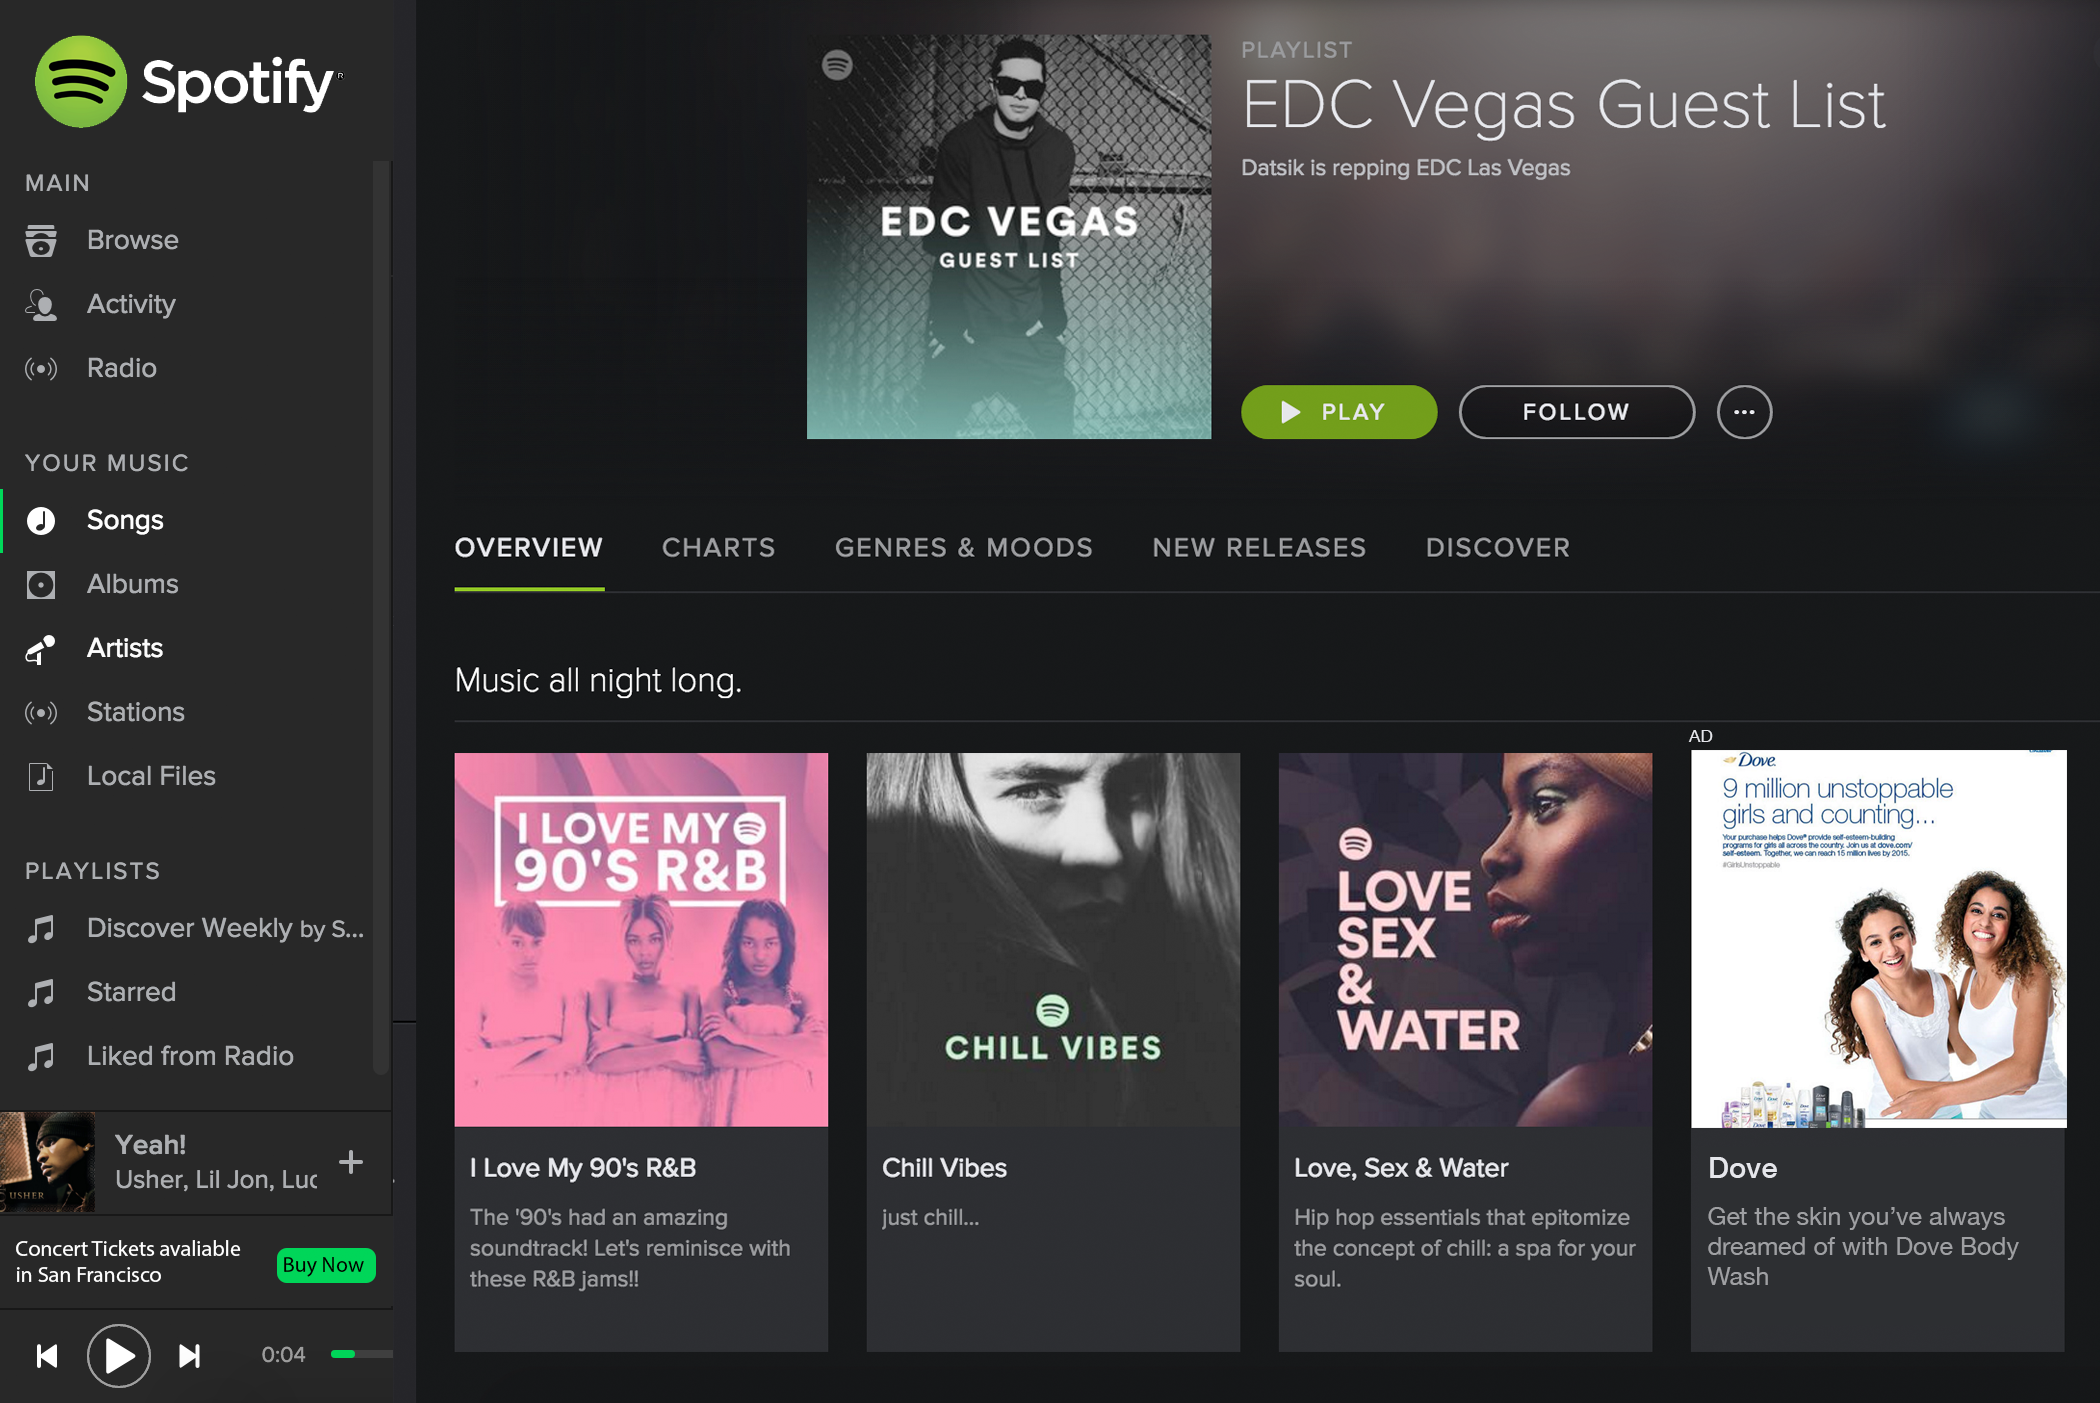 Spotify
MAIN
Browse
Activity
Radio
YOUR MUSIC
Songs
Albums
Artists
Stations
Local Files
PLAYLISTS
Discover Weekly by S...
Starred
Liked from Radio
USHER
Yeah!
Usher, Lil Jon, Luc
Concert Tickets avaliable
in San Francisco
Buy Now
0:04
EDC VEGAS
GUEST LIST
PLAYLIST
EDC Vegas Guest List
Datsik is repping EDC Las Vegas
PLAY
FOLLOW
OVERVIEW
CHARTS
GENRES & MOODS
NEW RELEASES
DISCOVER
Music all night long.
I LOVE MY
90'S R&B
I Love My 90's R&B
The '90's had an amazing
soundtrack! Let's reminisce with
these R&B jams!!
CHILL VIBES
Chill Vibes
just chill...
LOVE
SEX
&
WATER
Love, Sex & Water
Hip hop essentials that epitomize
the concept of chill: a spa for your
soul.
AD
Dove
9 million unstoppable
girls and counting...
Your purchase helps Dove® provide self-esteem-building
programs for girls all across the country. Join us at dove.com/
self-esteem. Together, we can reach 15 million lives by 2015.
#GirlsUnstoppable
Dove
Get the skin you've always
dreamed of with Dove Body
Wash